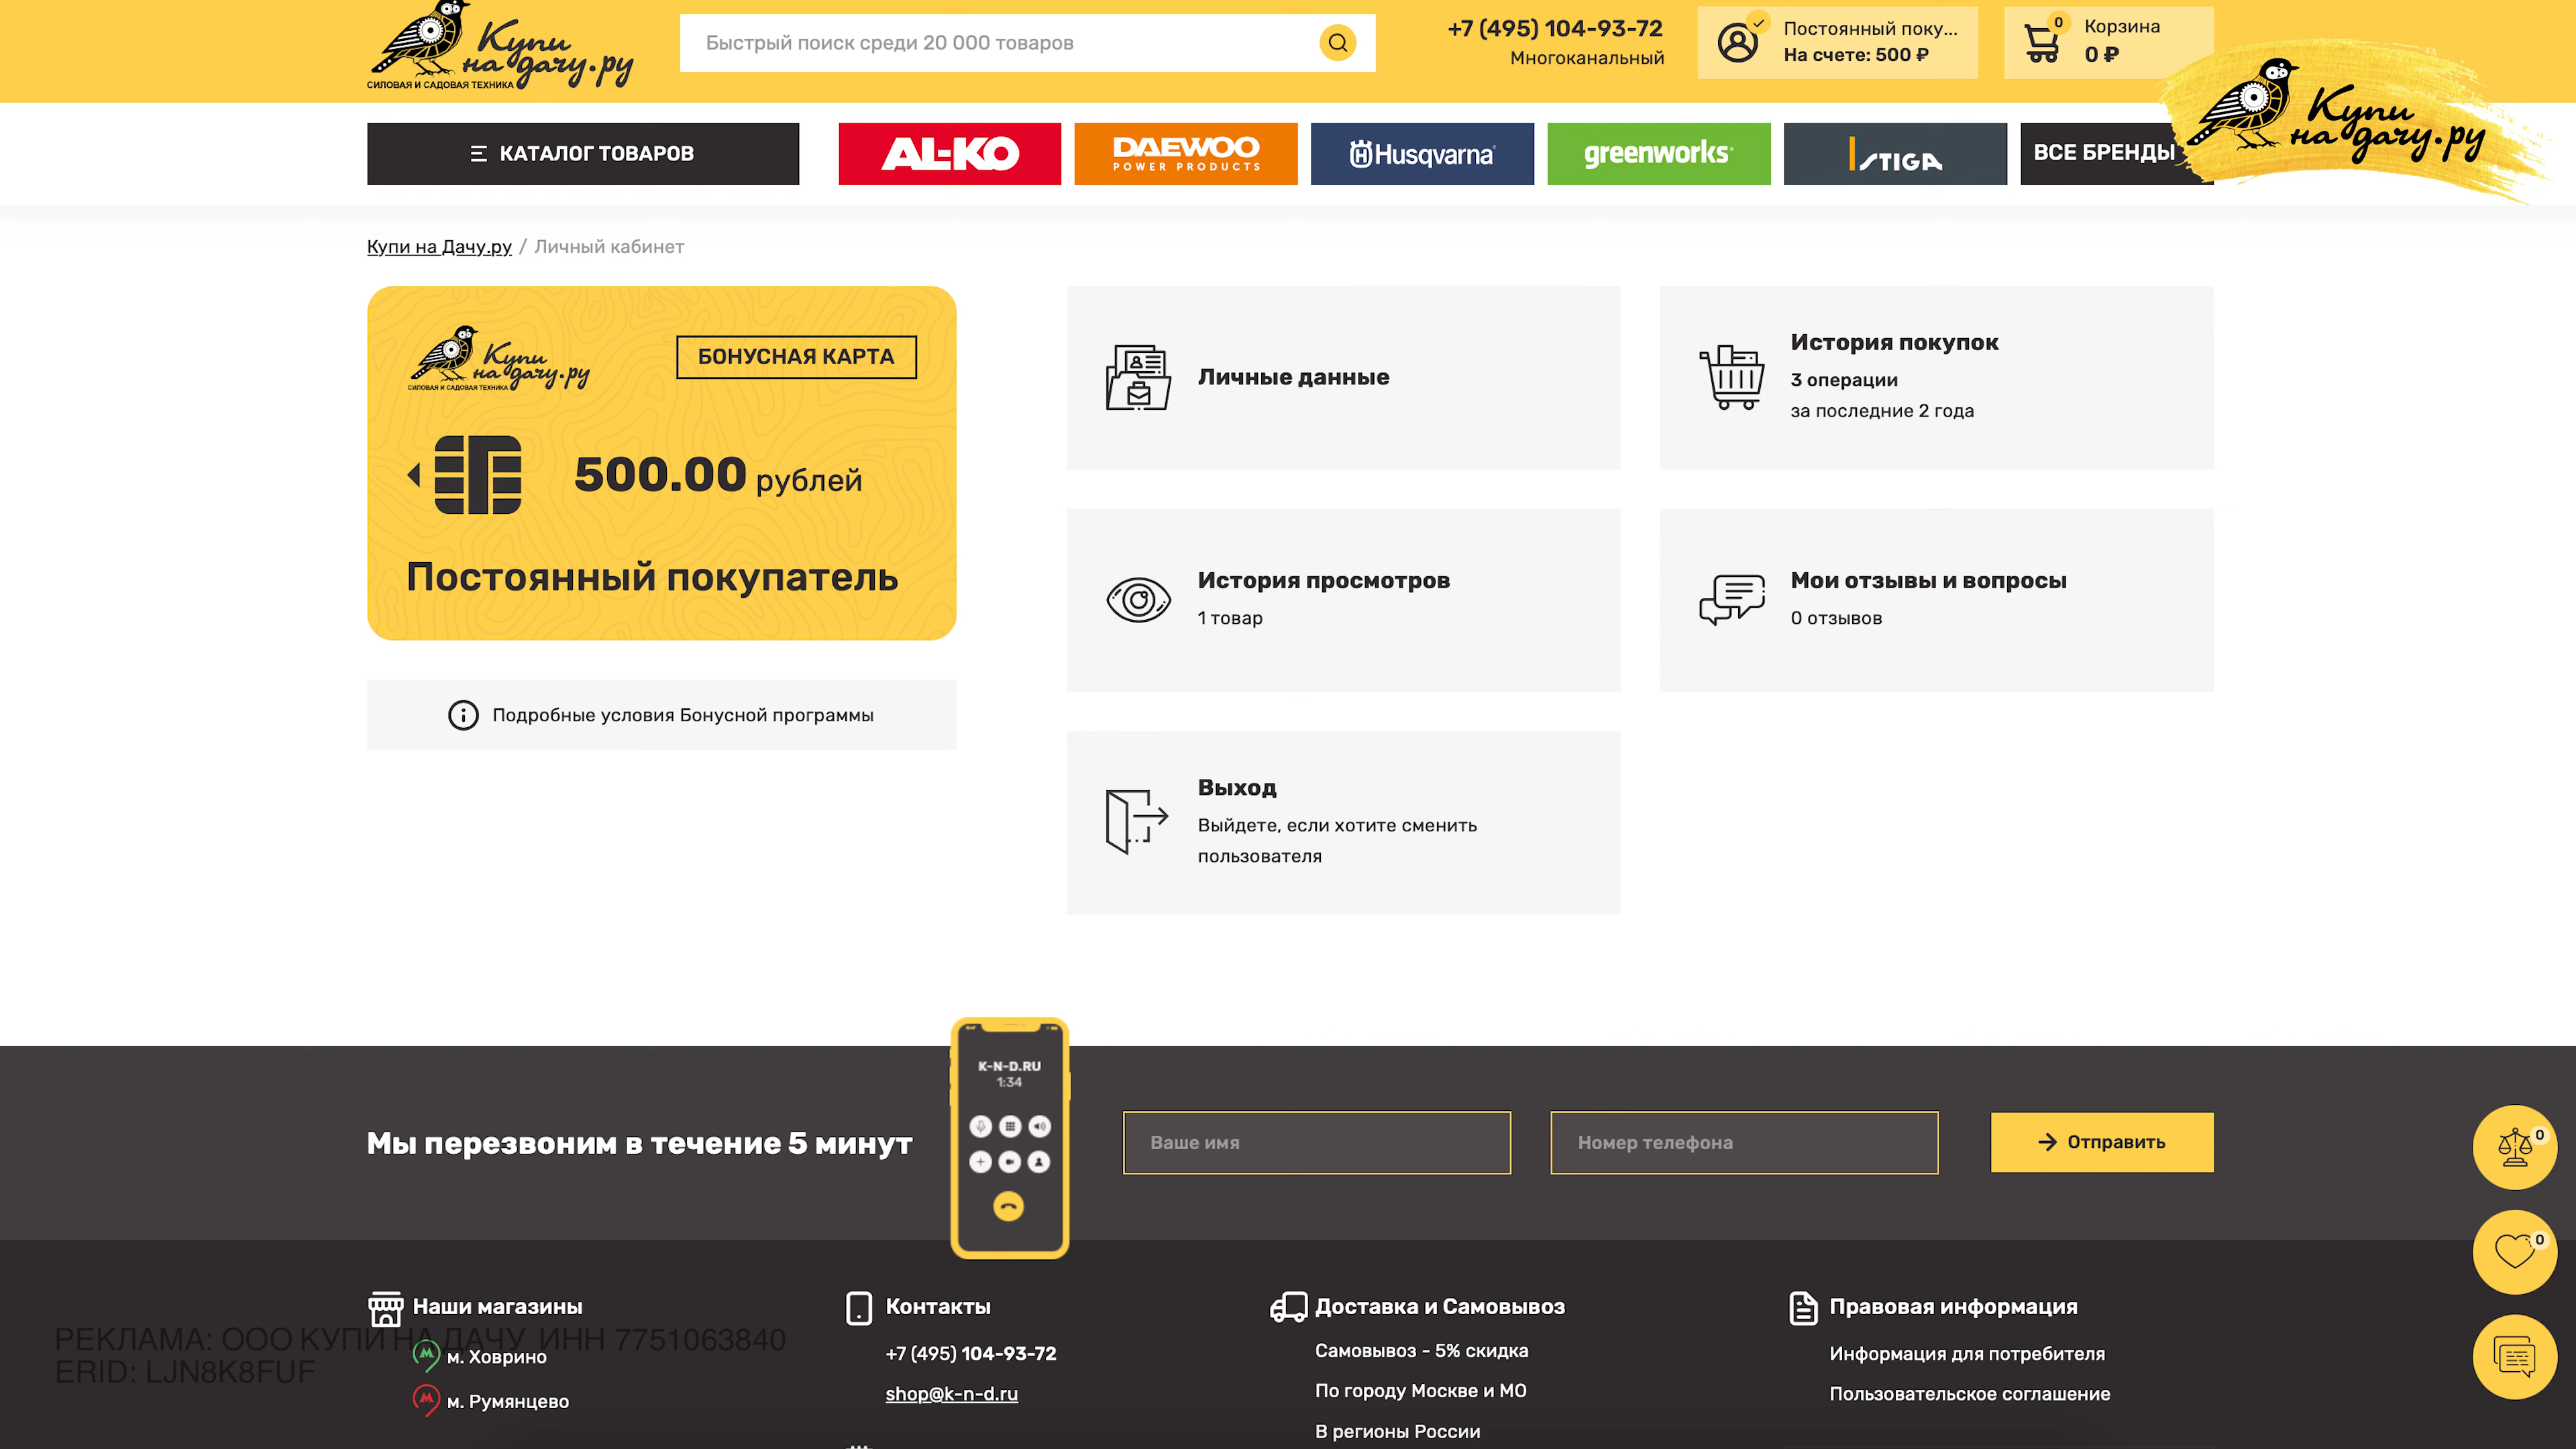 Купи
на дачу.ру
СИЛОВАЯ И САДОВАЯ ТЕХНИКА
Быстрый поиск среди 20 000 товаров
+7 (495) 104-93-72
Многоканальный
Постоянный поку...
На счете: 500 ₽
0
Корзина
0 ₽
Купи
на дачу.ру
КАТАЛОГ ТОВАРОВ
AL-KO
DAEWOO
POWER PRODUCTS
Husqvarna
greenworks
STIGA
ВСЕ БРЕНДЫ
Купи на Дачу.ру / Личный кабинет
Купи
на дачу.ру
СИЛОВАЯ И САДОВАЯ ТЕХНИКА
БОНУСНАЯ КАРТА
500.00 рублей
Постоянный покупатель
Подробные условия Бонусной программы
Личные данные
История покупок
3 операции
за последние 2 года
История просмотров
1 товар
Мои отзывы и вопросы
0 отзывов
Выход
Выйдете, если хотите сменить
пользователя
Мы перезвоним в течение 5 минут
K-N-D.RU
1:34
Ваше имя
Номер телефона
Отправить
0
0
Наши магазины
м. Ховрино
м. Румянцево
Контакты
+7 (495) 104-93-72
shop@k-n-d.ru
Доставка и Самовывоз
Самовывоз - 5% скидка
По городу Москве и МО
В регионы России
Правовая информация
Информация для потребителя
Пользовательское соглашение
РЕКЛАМА: ООО КУПИ НА ДАЧУ ИНН 7751063840
ERID: LJN8K8FUF